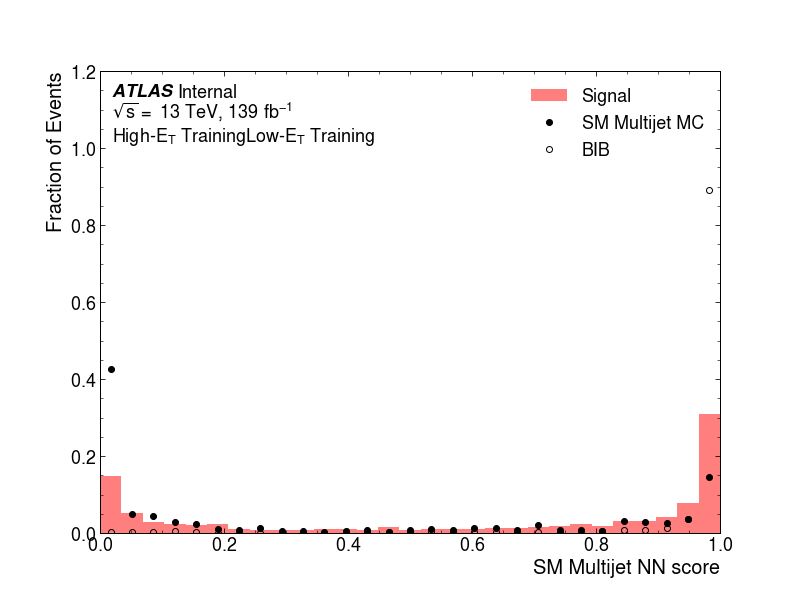 ATLAS Internal
√s = 13 TeV, 139 fb⁻¹
High-E_T TrainingLow-E_T Training
Signal
SM Multijet MC
BIB
Fraction of Events
1.2
1.0
0.8
0.6
0.4
0.2
0.0
0.0 0.2 0.4 0.6 0.8 1.0
SM Multijet NN score